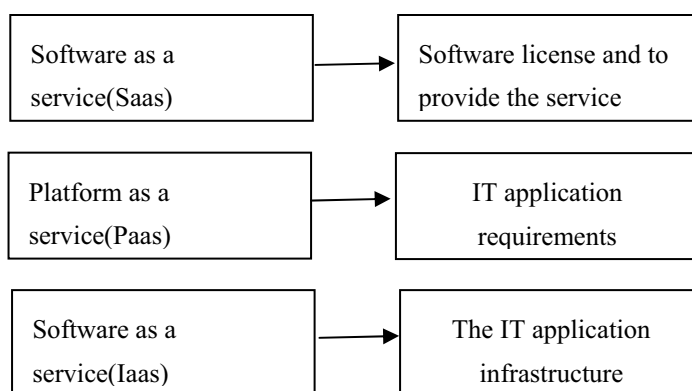 Software as a
service(Saas)
Software license and to
provide the service
Platform as a
service(Paas)
IT application
requirements
Software as a
service(Iaas)
The IT application
infrastructure